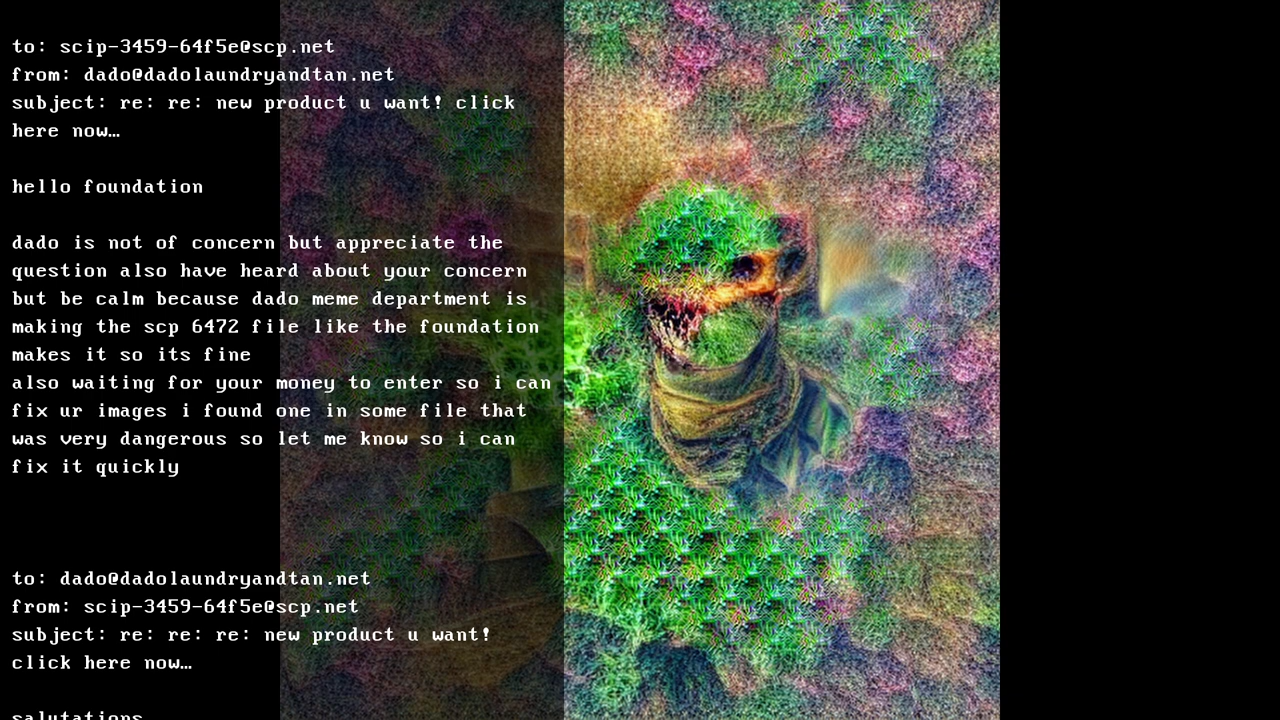 to: scip-3459-64f5e@scp.net
from: dado@dadolaundryandtan.net
subject: re: re: new product u want! click
here now…
hello foundation
dado is not of concern but appreciate the
question also have heard about your concern
but be calm because dado meme department is
making the scp 6472 file like the foundation
makes it so its fine
also waiting for your money to enter so i can
fix ur images i found one in some file that
was very dangerous so let me know so i can
fix it quickly
to: dado@dadolaundryandtan.net
from: scip-3459-64f5e@scp.net
subject: re: re: re: new product u want!
click here now…
salutations